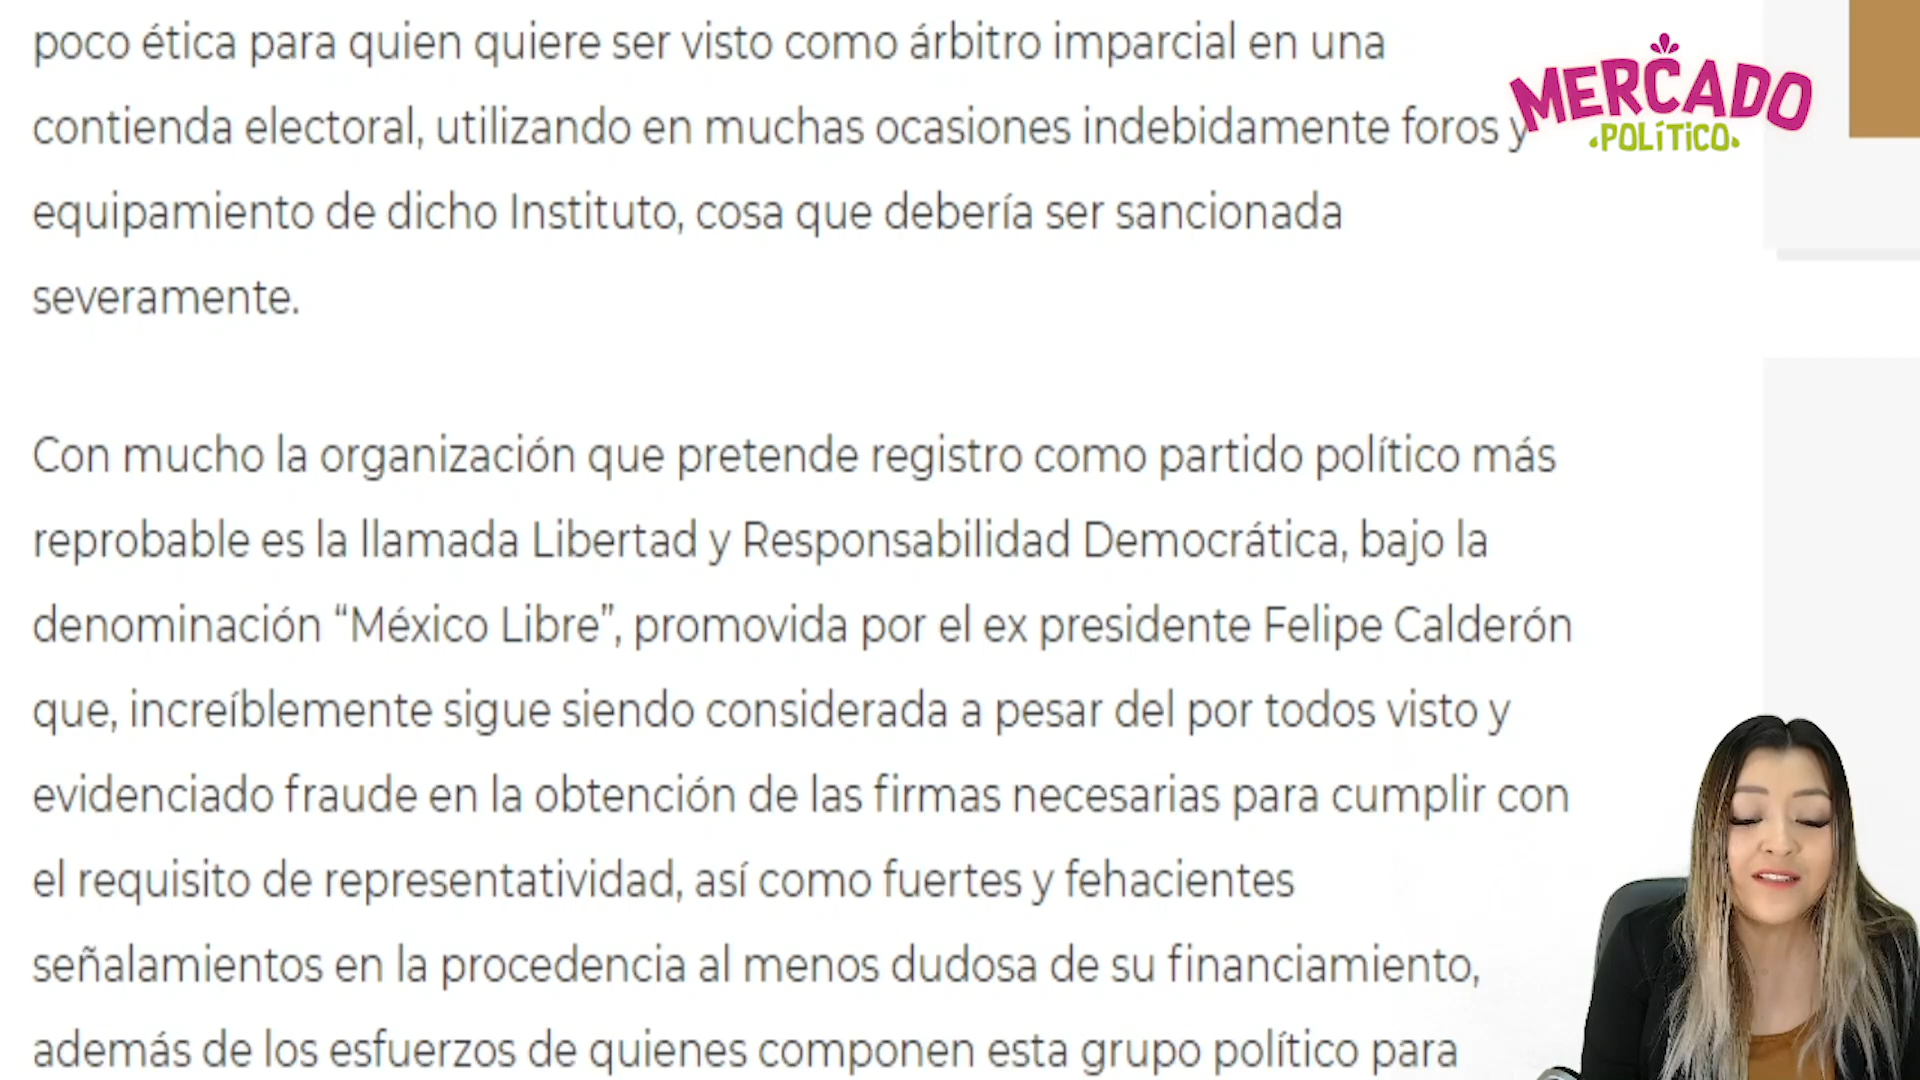 poco ética para quien quiere ser visto como árbitro imparcial en una
contienda electoral, utilizando en muchas ocasiones indebidamente foros y
equipamiento de dicho Instituto, cosa que debería ser sancionada
severamente.
Con mucho la organización que pretende registro como partido político más
reprobable es la llamada Libertad y Responsabilidad Democrática, bajo la
denominación “México Libre”, promovida por el ex presidente Felipe Calderón
que, increíblemente sigue siendo considerada a pesar del por todos visto y
evidenciado fraude en la obtención de las firmas necesarias para cumplir con
el requisito de representatividad, así como fuertes y fehacientes
señalamientos en la procedencia al menos dudosa de su financiamiento,
además de los esfuerzos de quienes componen esta grupo político para
MERCADO
POLÍTICO